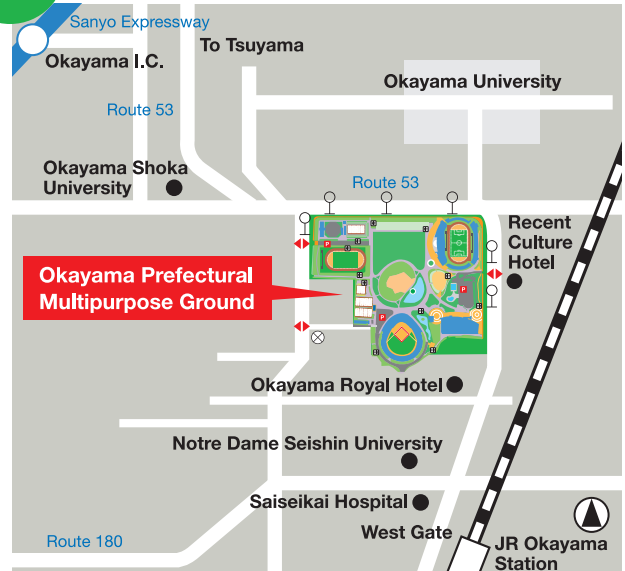 Sanyo Expressway
Okayama I.C.
To Tsuyama
Okayama University
Route 53
Okayama Shoka
University
Route 53
Recent
Culture
Hotel
Okayama Prefectural
Multipurpose Ground
P
P
P
Okayama Royal Hotel
Notre Dame Seishin University
Saiseikai Hospital
West Gate
Route 180
JR Okayama
Station